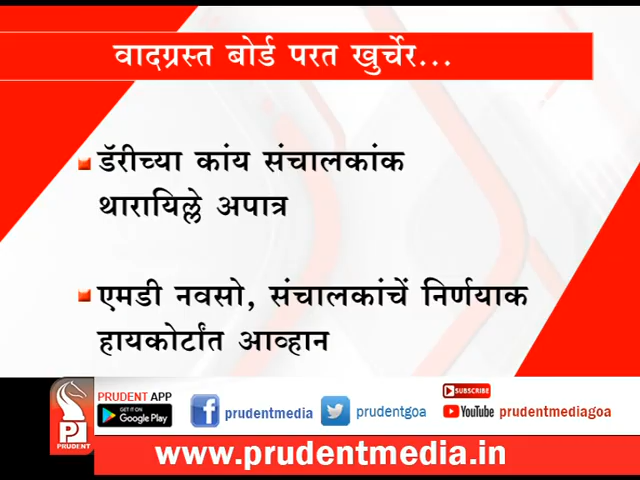 वादग्रस्त बोर्ड परत खुर्चेर...
डॅरीच्या कांय संचालकांक
थारायिल्ले अपात्र
एमडी नवसो, संचालकांचें निर्णयाक
हायकोर्टांत आव्हान
PRUDENT
PRUDENT APP
GET IT ON
Google Play
prudentmedia
prudentgoa
SUBSCRIBE
YouTube prudentmediagoa
www.prudentmedia.in